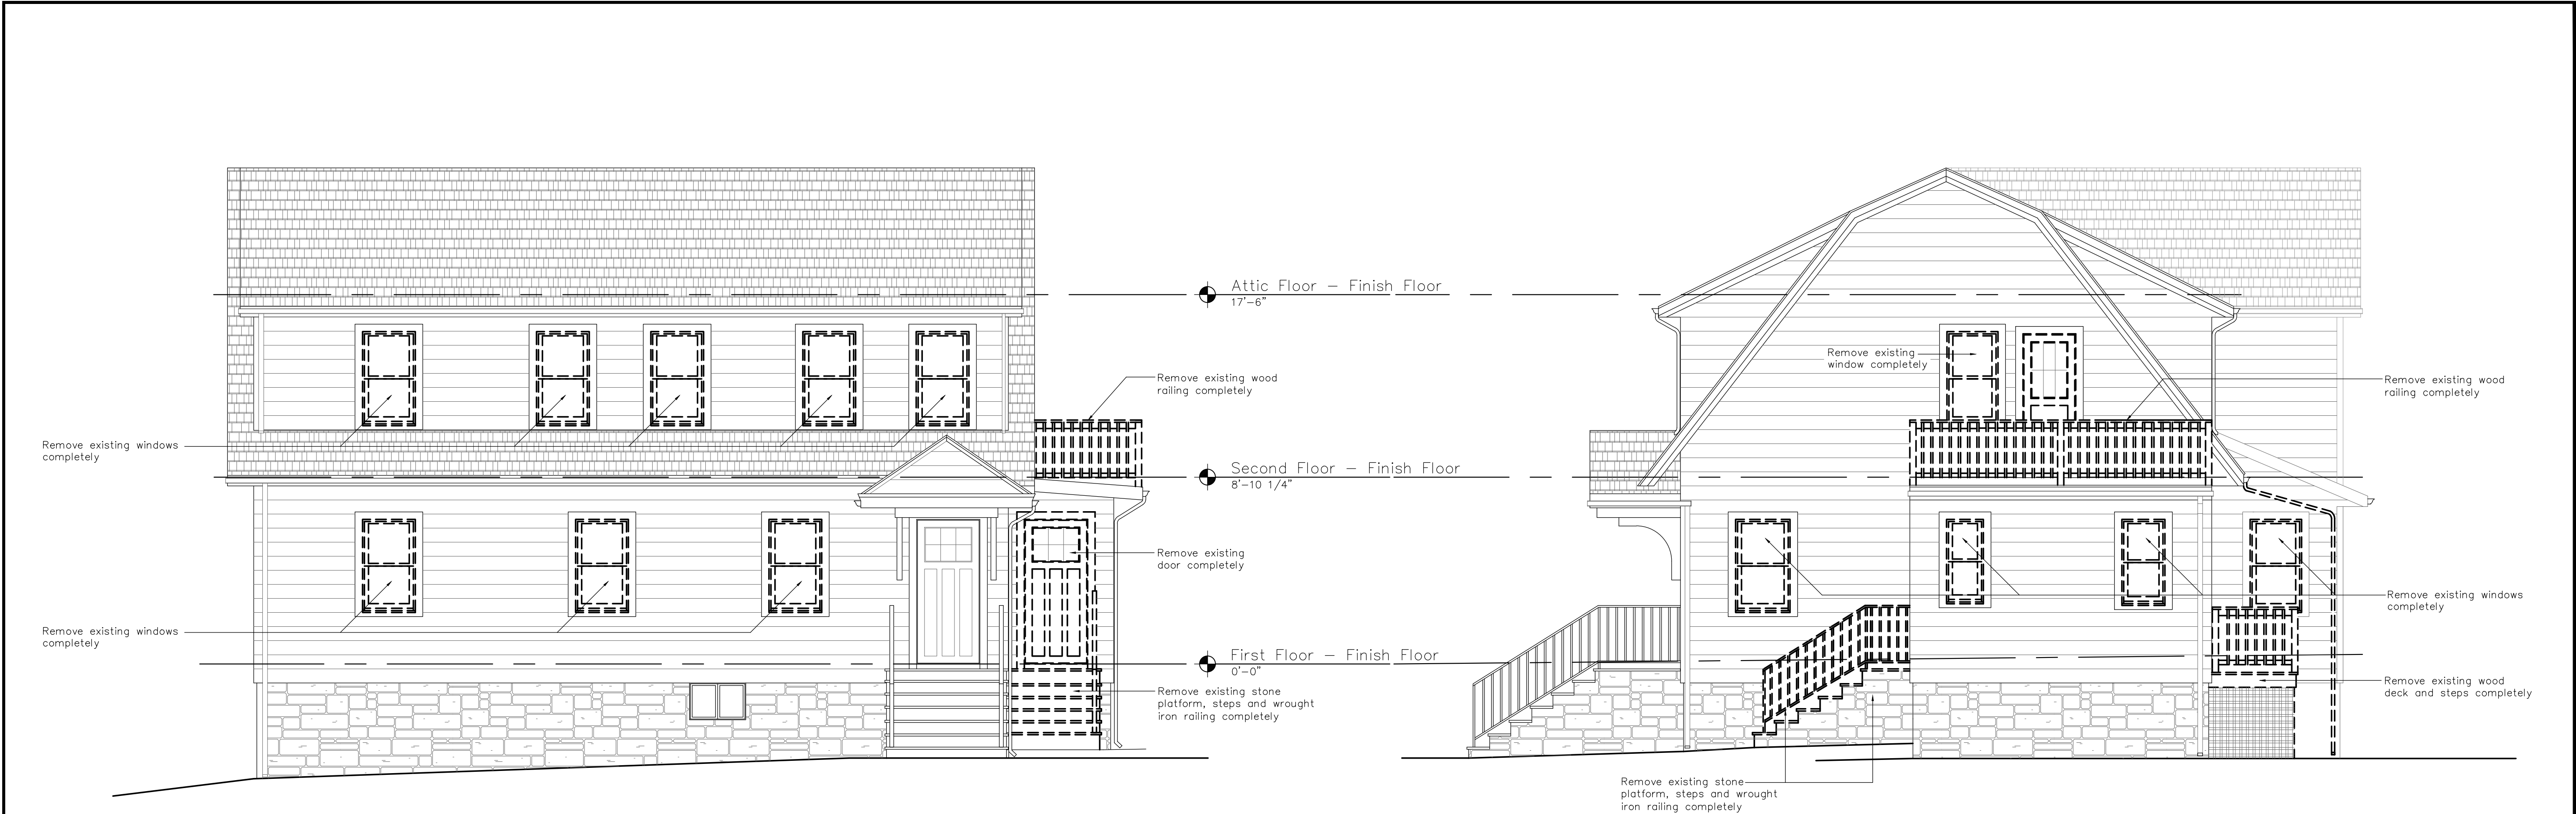 Attic Floor – Finish Floor
17'–6"
Remove existing
window completely
Remove existing wood
railing completely
Remove existing wood
railing completely
Remove existing windows
completely
Second Floor – Finish Floor
8'–10 1/4"
Remove existing
door completely
Remove existing windows
completely
Remove existing windows
completely
First Floor – Finish Floor
0'–0"
Remove existing stone
platform, steps and wrought
iron railing completely
Remove existing wood
deck and steps completely
Remove existing stone
platform, steps and wrought
iron railing completely